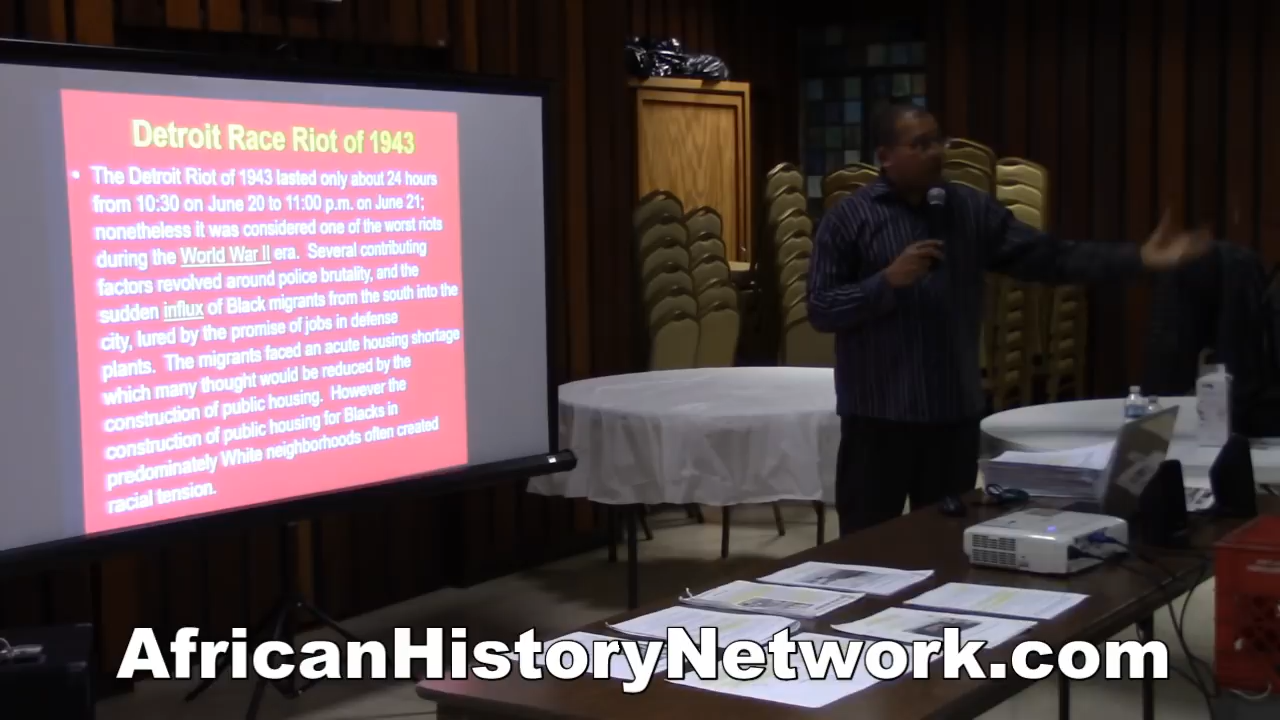 Detroit Race Riot of 1943
• The Detroit Riot of 1943 lasted only about 24 hours
from 10:30 on June 20 to 11:00 p.m. on June 21;
nonetheless it was considered one of the worst riots
during the World War II era. Several contributing
factors revolved around police brutality, and the
sudden influx of Black migrants from the south into the
city, lured by the promise of jobs in defense
plants. The migrants faced an acute housing shortage
which many thought would be reduced by the
construction of public housing. However the
construction of public housing for Blacks in
predominately White neighborhoods often created
racial tension.
AfricanHistoryNetwork.com